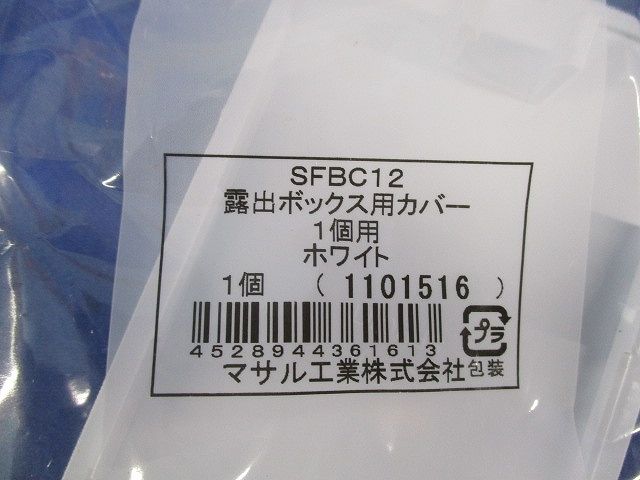 SFBC12
露出ボックス用カバー
1個用
ホワイト
1個 ( 1101516 )
4528944361613
プラ
マサル工業株式会社 包装